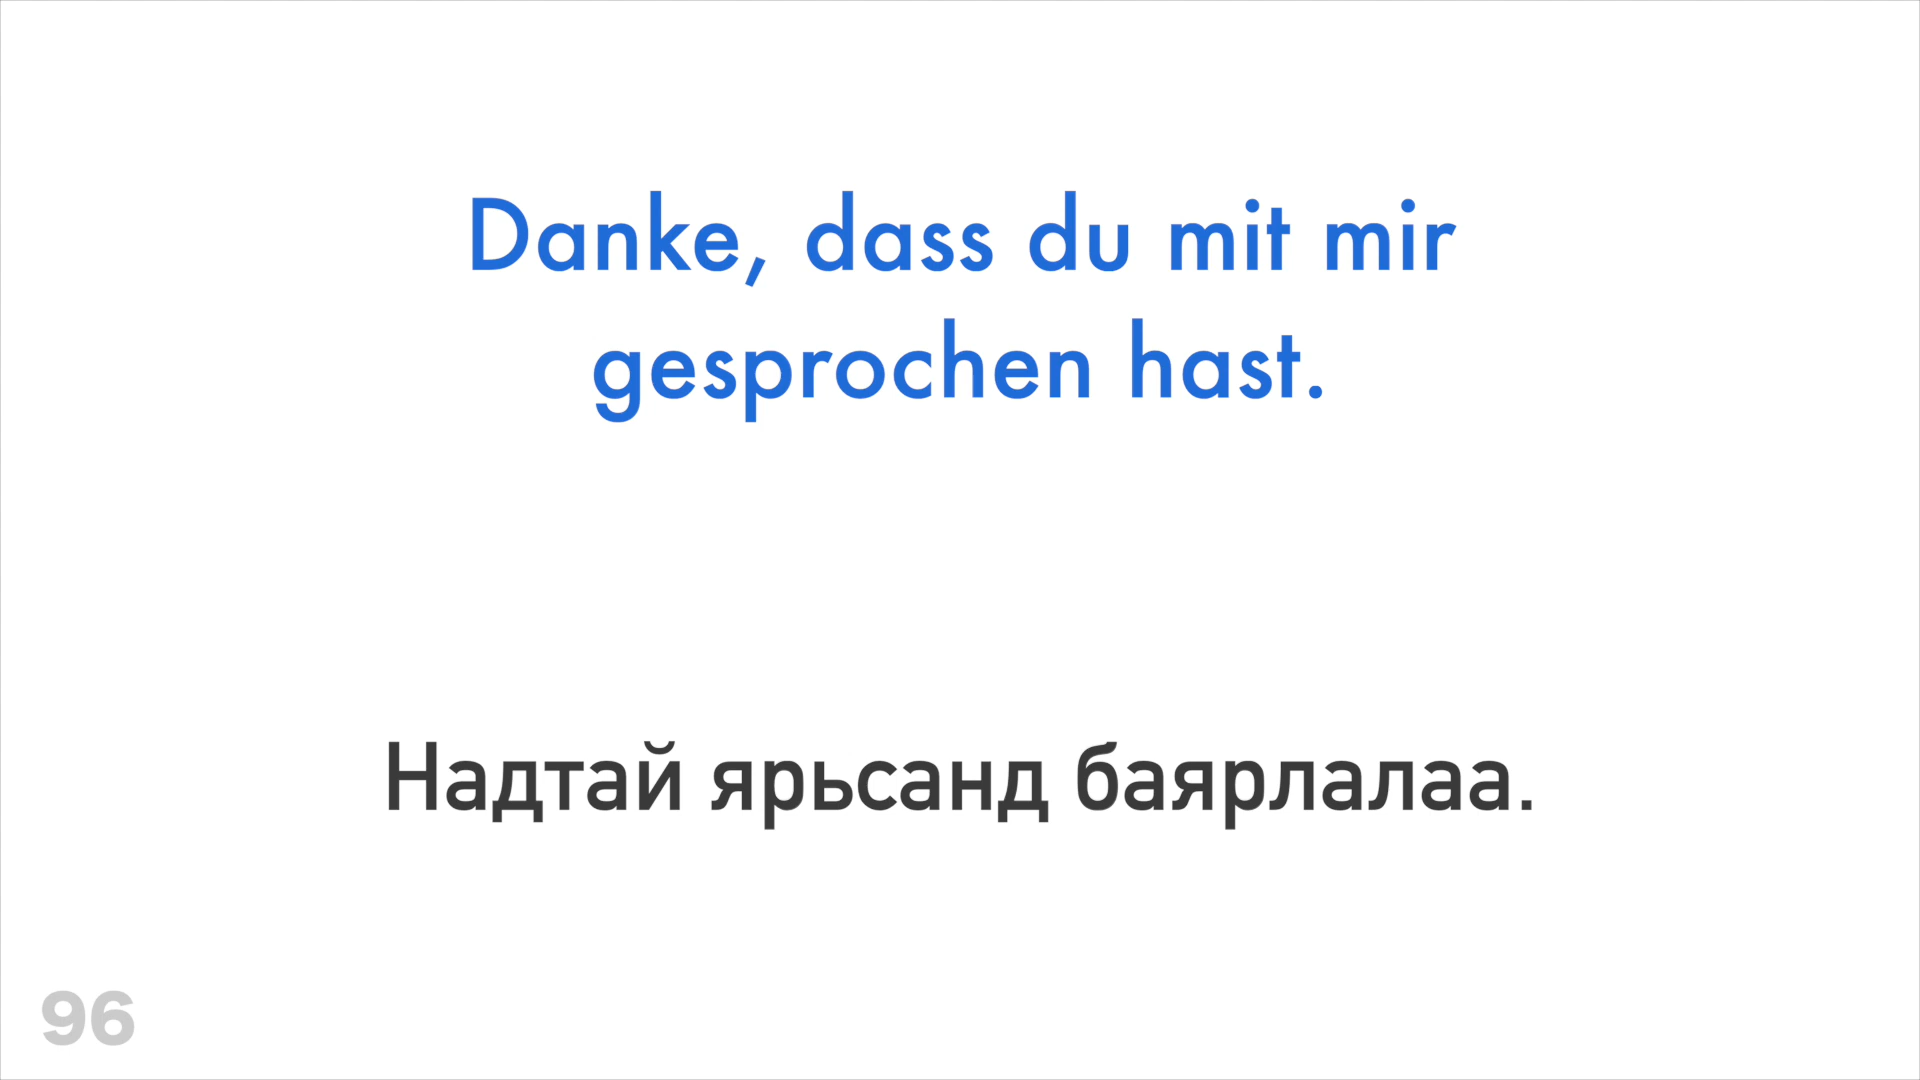 Danke, dass du mit mir
gesprochen hast.
Надтай ярьсанд баярлалаа.
96